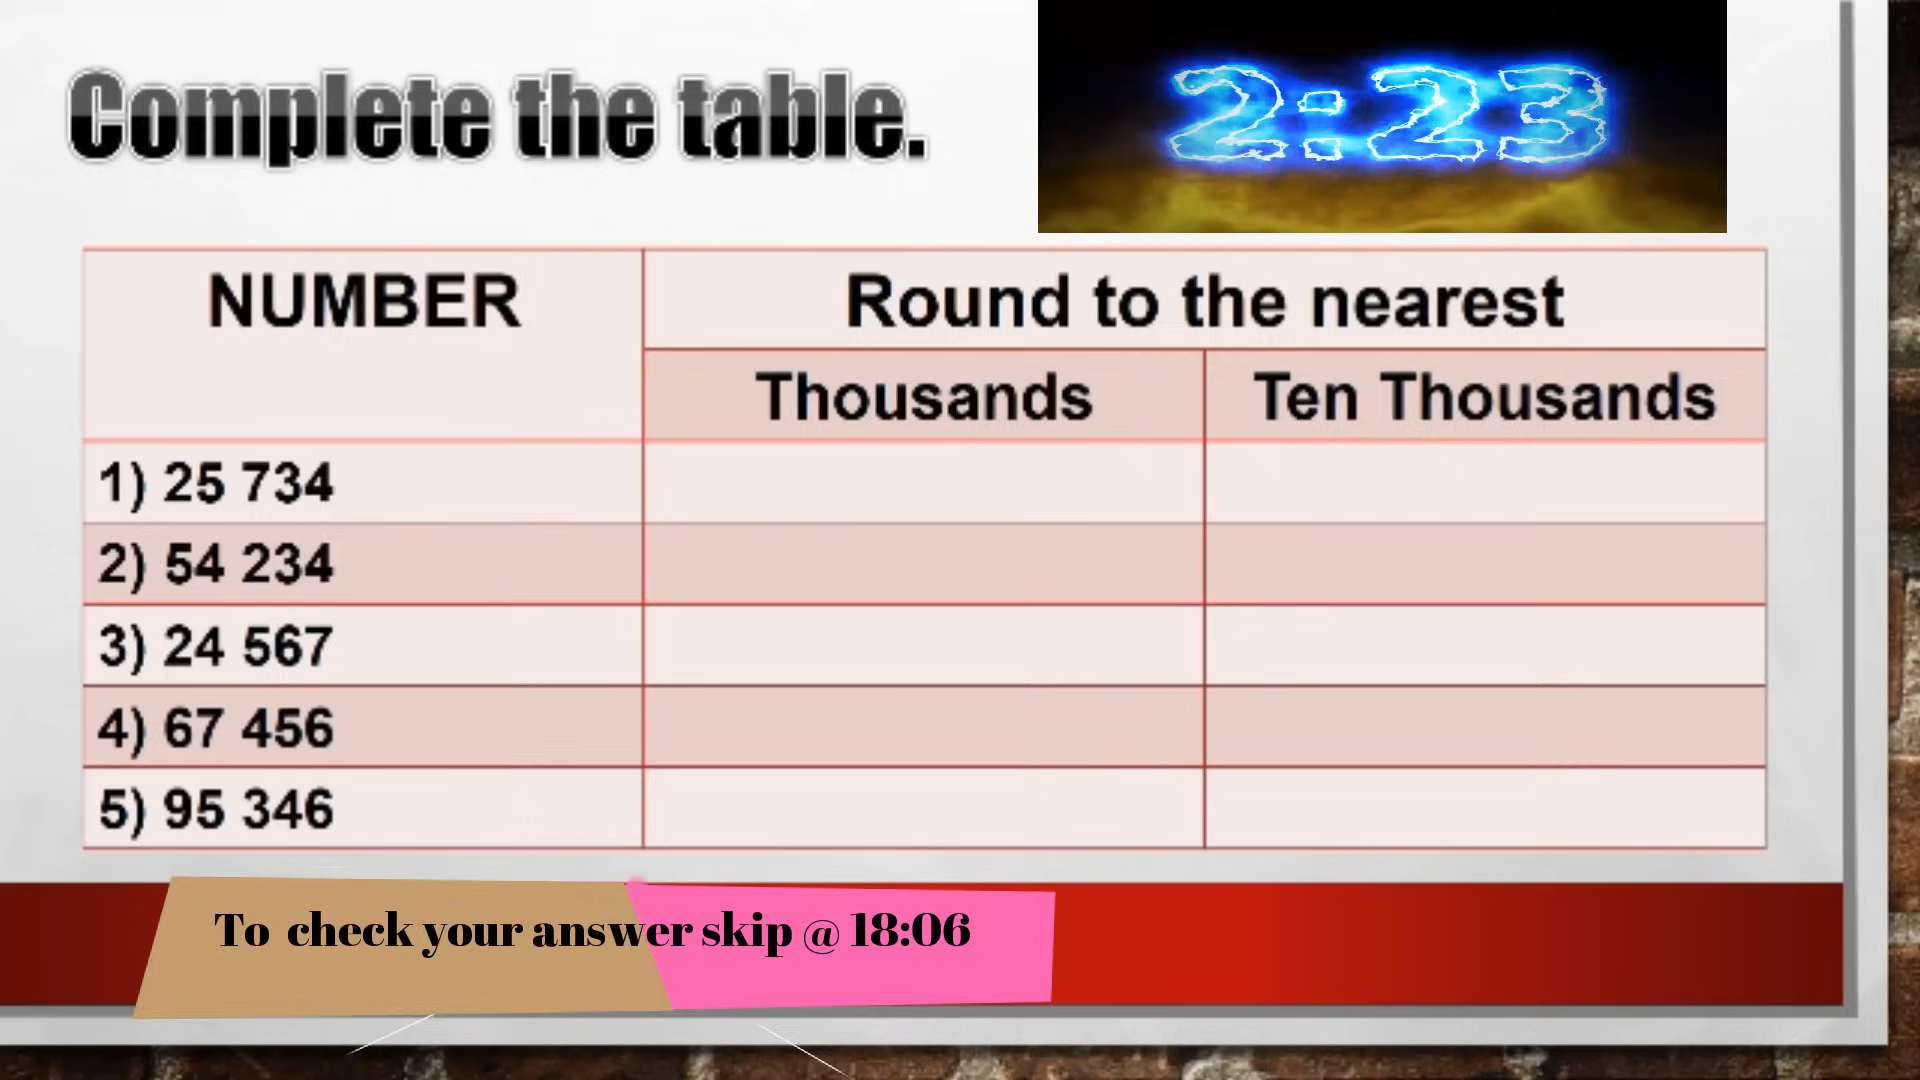 Complete the table.
2:23
NUMBER
Round to the nearest
Thousands
Ten Thousands
1) 25 734
2) 54 234
3) 24 567
4) 67 456
5) 95 346
To check your answer skip @ 18:06